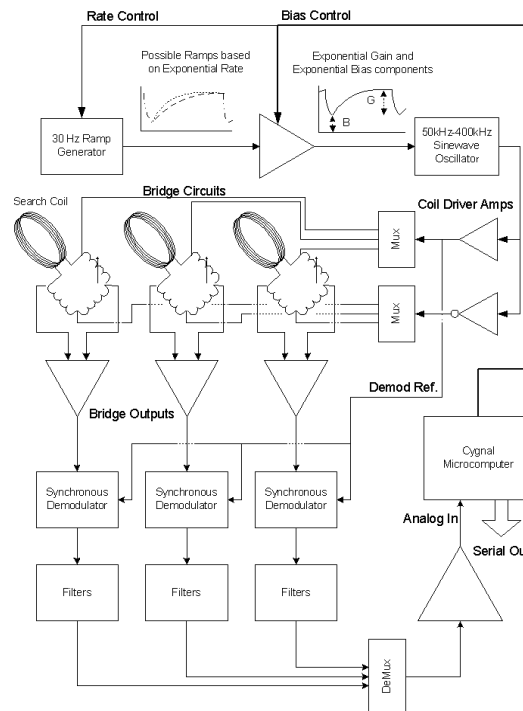 Rate Control
Bias Control
Possible Ramps based
on Exponential Rate
Exponential Gain and
Exponential Bias components
G
B
30 Hz Ramp
Generator
50kHz-400kHz
Sinewave
Oscillator
Search Coil
Bridge Circuits
Mux
Coil Driver Amps
Mux
Demod Ref.
Bridge Outputs
Cygnal
Microcomputer
Synchronous
Demodulator
Synchronous
Demodulator
Synchronous
Demodulator
Analog In
Serial Ou
Filters
Filters
Filters
DeMux